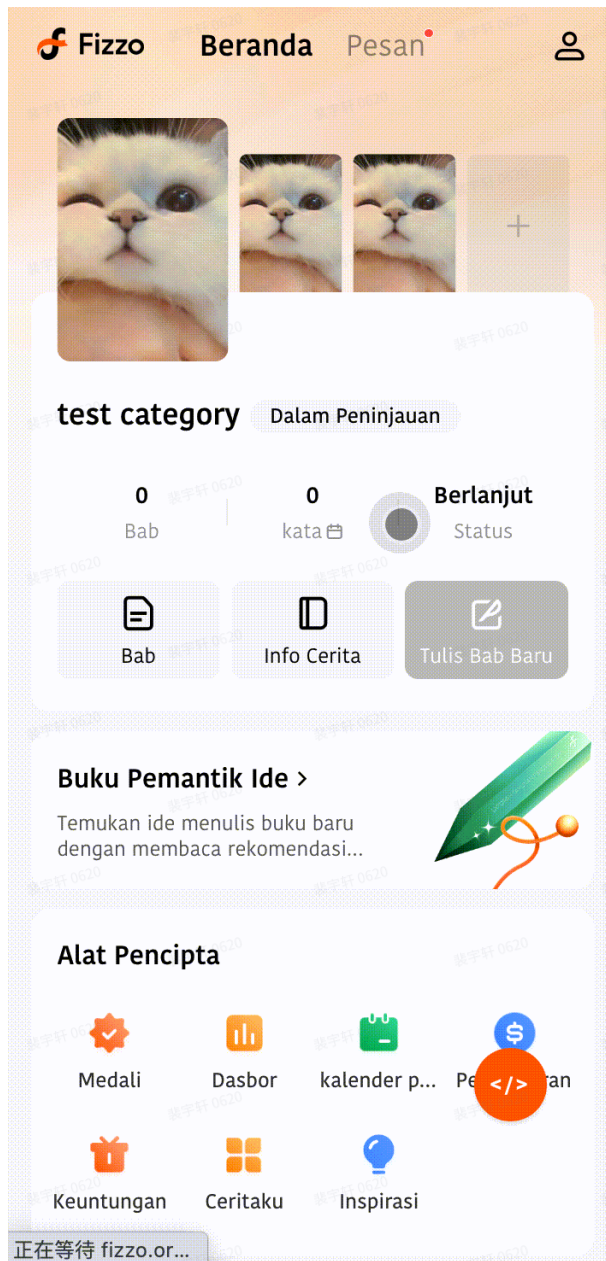 Fizzo Beranda Pesan
test category Dalam Peninjauan
0 0 Berlanjut
Bab kata Status
Bab Info Cerita Tulis Bab Baru
Buku Pemantik Ide >
Temukan ide menulis buku baru
dengan membaca rekomendasi...
Alat Pencipta
Medali Dasbor kalender p...
</>
Keuntungan Ceritaku Inspirasi
正在等待 fizzo.or...